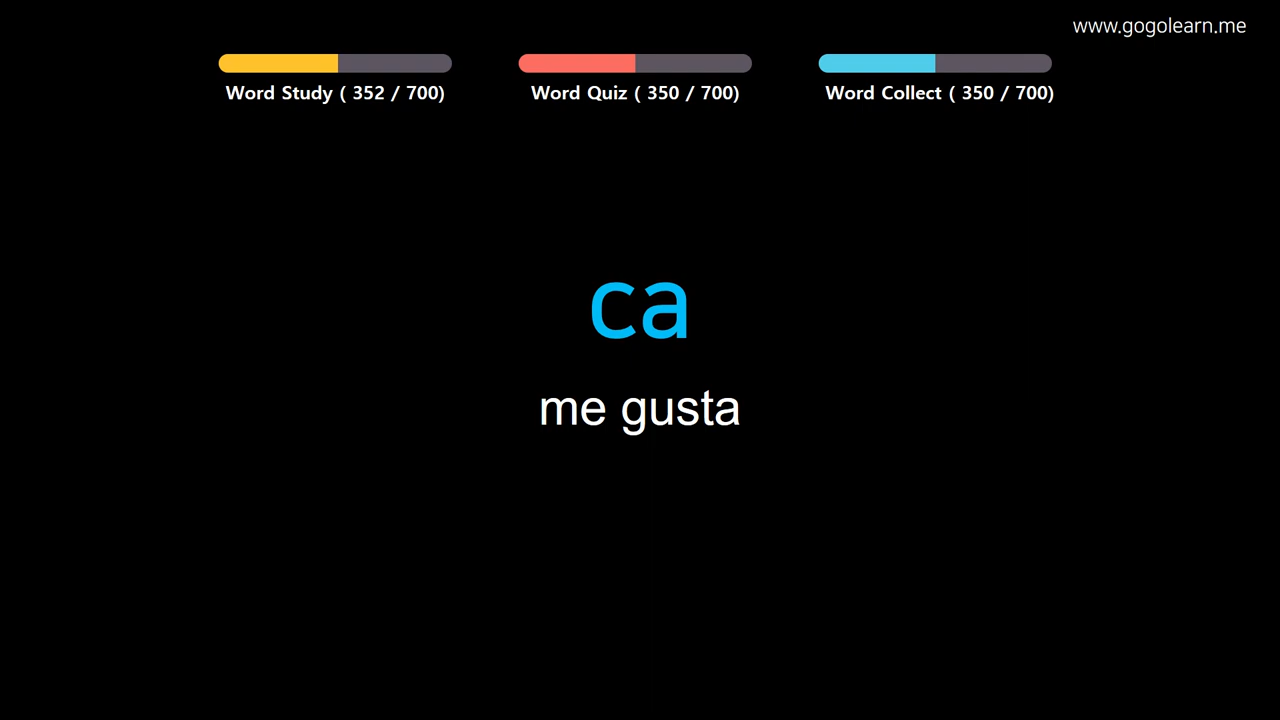 www.gogolearn.me
Word Study ( 352 / 700)
Word Quiz ( 350 / 700)
Word Collect ( 350 / 700)
ca
me gusta